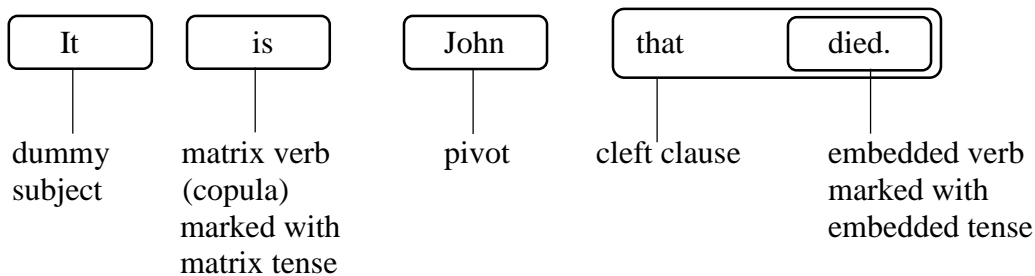 It is John that died.
dummy matrix verb pivot cleft clause embedded verb
subject (copula) marked with
marked with embedded tense
matrix tense